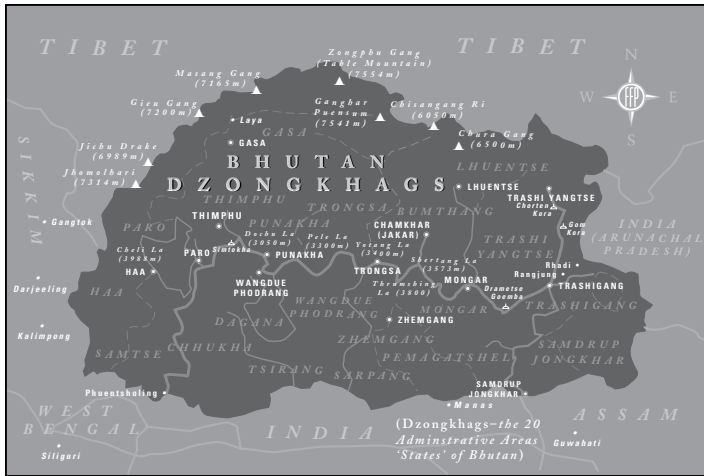 TIBET
TIBET
Zongphu Gang
(Table Mountain)
(7554m)
Masang Gang
(7165m)
N
W
E
S
FFP
Gieu Gang
(7200m)
Ganghar
Puensum
(7541m)
Chisangang Ri
(6050m)
Laya
GASA
GASA
Chura Gang
(6500m)
Jichu Drake
(6989m)
Jhomolhari
(7314m)
SIKKIM
BHUTAN
DZONGKHAGS
LHUENTSE
LHUENTSE
TRASHI YANGTSE
Chorten
Kora
THIMPHU
THIMPHU
TRONGSA
BUMTHANG
Gangtok
PARO
PUNAKHA
CHAMKHAR
(JAKAR)
Gom
Kora
INDIA
(ARUNACHAL
PRADESH)
Dochu La
(3050m)
Pele La
(3300m)
Yotong La
(3400m)
TRASHI
YANGTSE
Cheli La
(3988m)
Simtokha
PARO
PUNAKHA
Shertang La
(3573m)
Rhadi
Rangjung
HAA
TRONGSA
Darjeeling
HAA
WANGDUE
PHODRANG
Thrumshing
La (3800)
MONGAR
Drametse
Goemba
TRASHIGANG
TRASHIGANG
WANGDUE
PHODRANG
MONGAR
DAGANA
ZHEMGANG
Kalimpong
SAMTSE
CHHUKHA
ZHEMGANG
SAMDRUP
JONGKHAR
PEMAGATSHEL
TSIRANG
SARPANG
Phuentsholing
SAMDRUP
JONGKHAR
Manas
WEST
BENGAL
INDIA
ASSAM
(Dzongkhags–the 20
Adminstrative Areas
'States' of Bhutan)
Siliguri
Guwahati